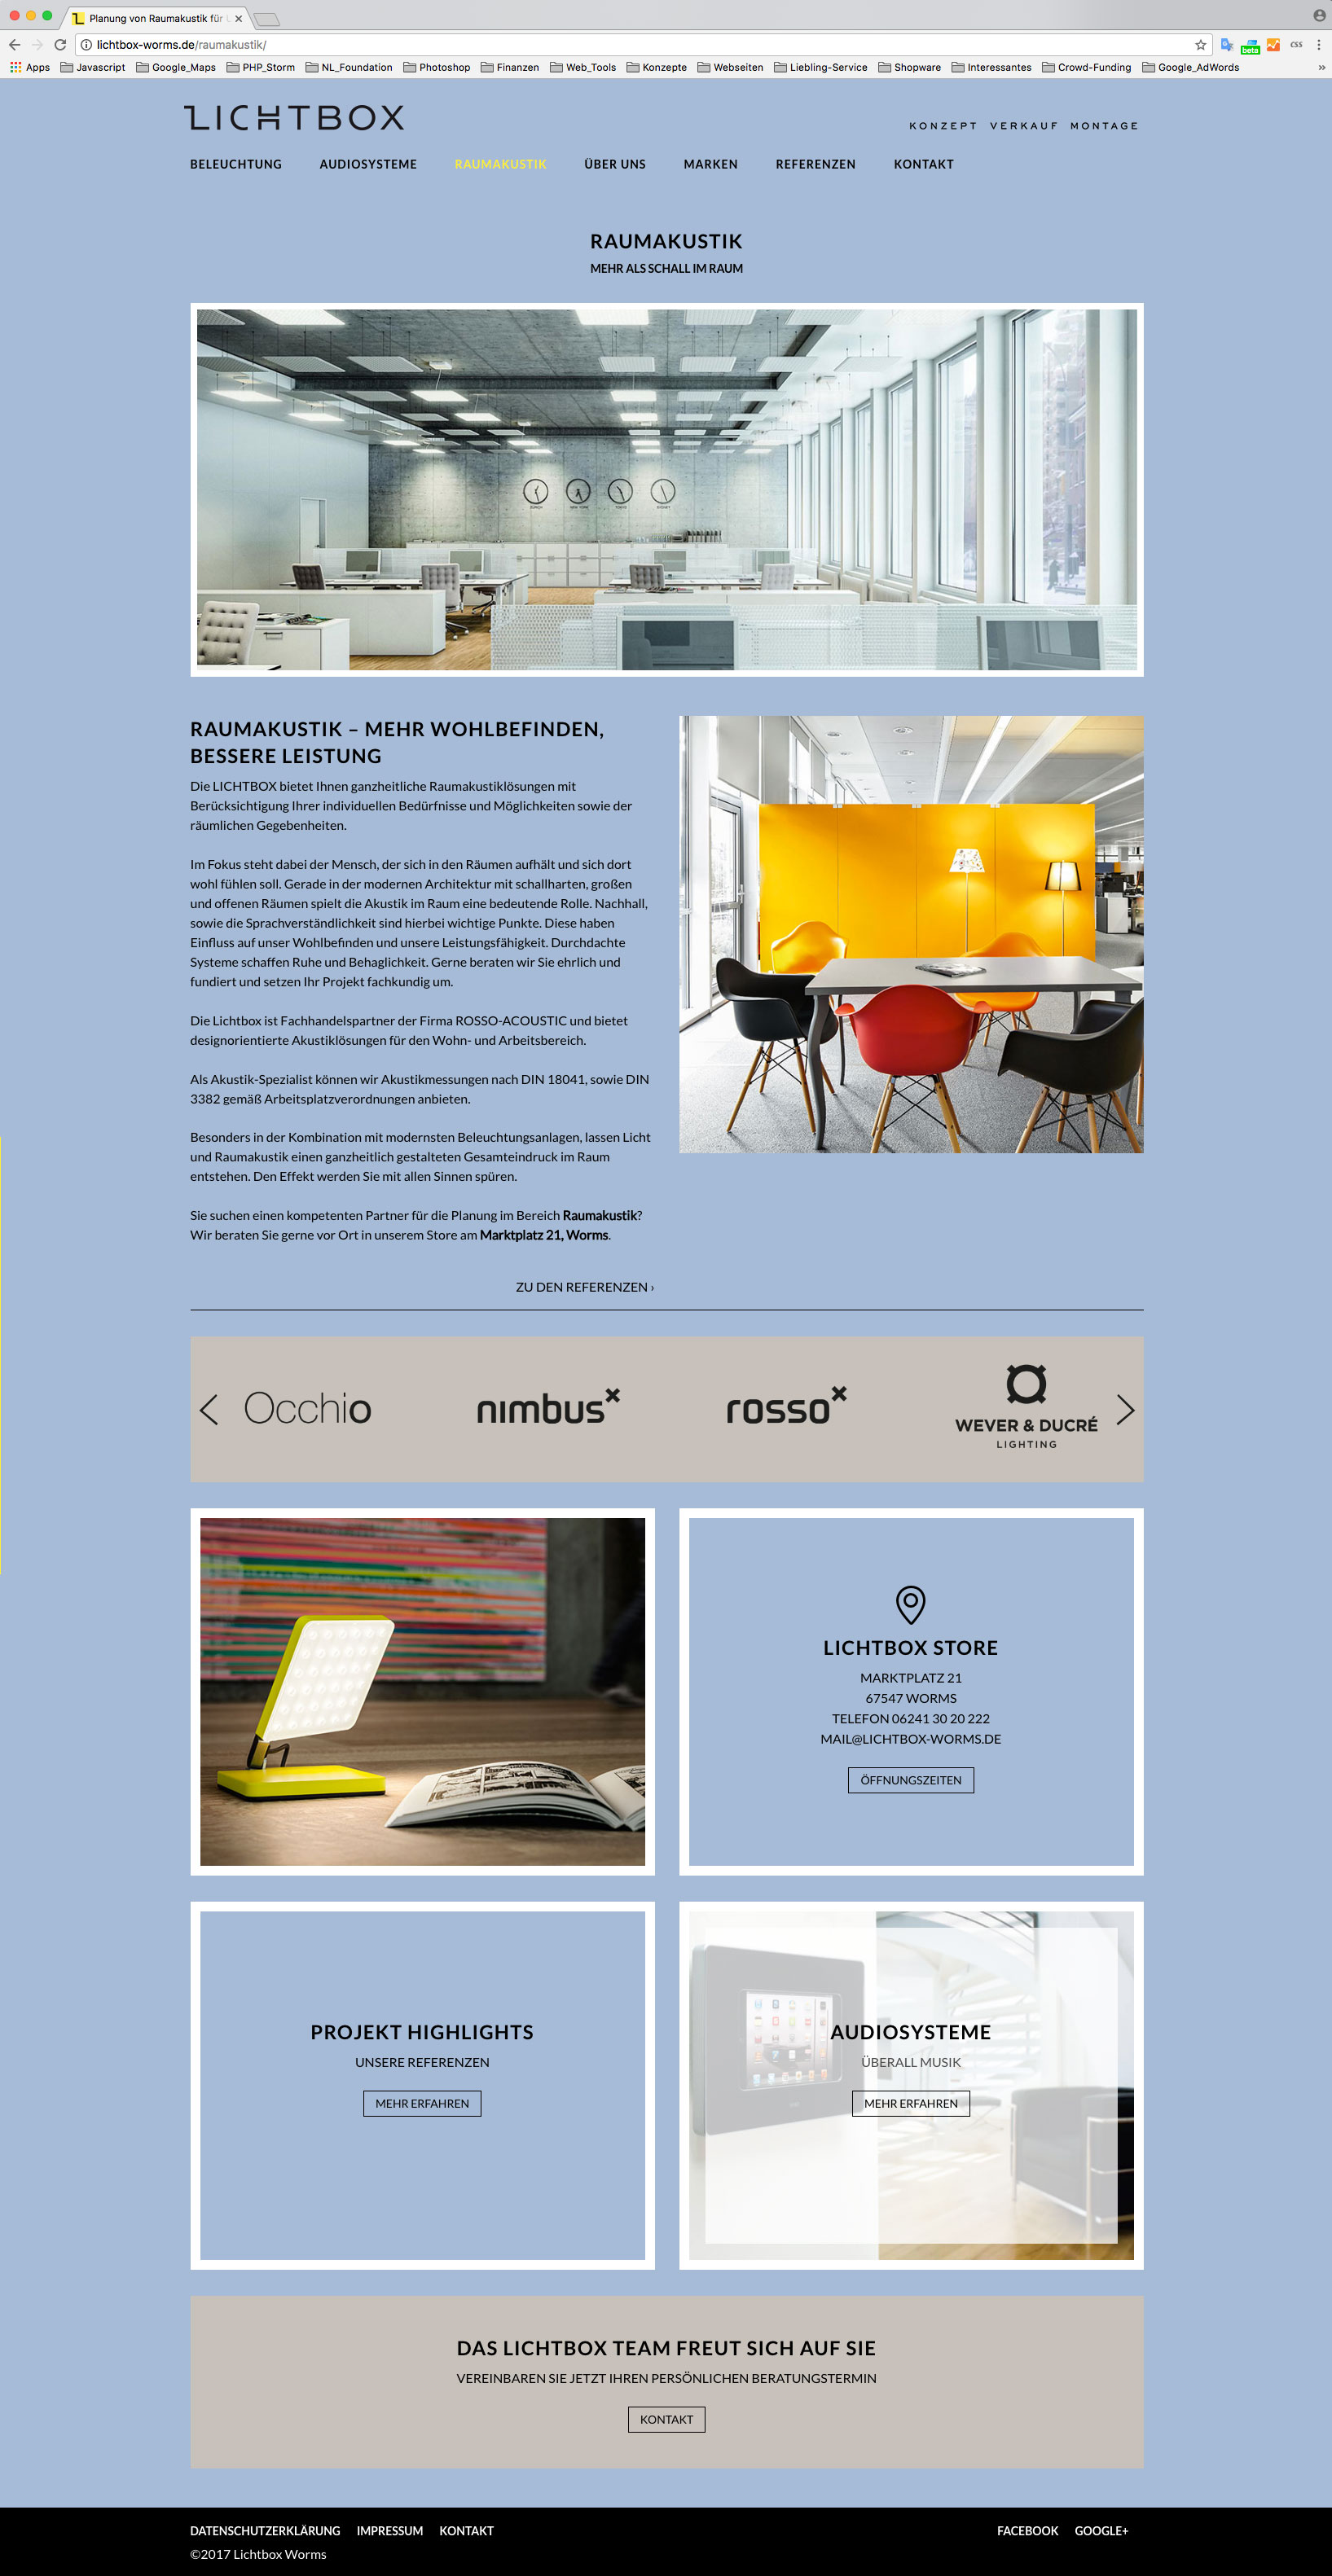 Planung von Raumakustik für
lichtbox-worms.de/raumakustik/
beta
css
Apps Javascript Google_Maps PHP_Storm NL_Foundation Photoshop Finanzen Web_Tools Konzepte Webseiten Liebling-Service Shopware Interessantes Crowd-Funding Google_AdWords »
LICHTBOX
KONZEPT VERKAUF MONTAGE
BELEUCHTUNG AUDIOSYSTEME RAUMAKUSTIK ÜBER UNS MARKEN REFERENZEN KONTAKT
RAUMAKUSTIK
MEHR ALS SCHALL IM RAUM
RAUMAKUSTIK – MEHR WOHLBEFINDEN,
BESSERE LEISTUNG
Die LICHTBOX bietet Ihnen ganzheitliche Raumakustiklösungen mit
Berücksichtigung Ihrer individuellen Bedürfnisse und Möglichkeiten sowie der
räumlichen Gegebenheiten.
Im Fokus steht dabei der Mensch, der sich in den Räumen aufhält und sich dort
wohl fühlen soll. Gerade in der modernen Architektur mit schallharten, großen
und offenen Räumen spielt die Akustik im Raum eine bedeutende Rolle. Nachhall,
sowie die Sprachverständlichkeit sind hierbei wichtige Punkte. Diese haben
Einfluss auf unser Wohlbefinden und unsere Leistungsfähigkeit. Durchdachte
Systeme schaffen Ruhe und Behaglichkeit. Gerne beraten wir Sie ehrlich und
fundiert und setzen Ihr Projekt fachkundig um.
Die Lichtbox ist Fachhandelspartner der Firma ROSSO-ACOUSTIC und bietet
designorientierte Akustiklösungen für den Wohn- und Arbeitsbereich.
Als Akustik-Spezialist können wir Akustikmessungen nach DIN 18041, sowie DIN
3382 gemäß Arbeitsplatzverordnungen anbieten.
Besonders in der Kombination mit modernsten Beleuchtungsanlagen, lassen Licht
und Raumakustik einen ganzheitlich gestalteten Gesamteindruck im Raum
entstehen. Den Effekt werden Sie mit allen Sinnen spüren.
Sie suchen einen kompetenten Partner für die Planung im Bereich Raumakustik?
Wir beraten Sie gerne vor Ort in unserem Store am Marktplatz 21, Worms.
ZU DEN REFERENZEN ›
Occhio
nimbus
rosso
WEVER & DUCRÉ
LIGHTING
LICHTBOX STORE
MARKTPLATZ 21
67547 WORMS
TELEFON 06241 30 20 222
MAIL@LICHTBOX-WORMS.DE
ÖFFNUNGSZEITEN
PROJEKT HIGHLIGHTS
UNSERE REFERENZEN
MEHR ERFAHREN
AUDIOSYSTEME
ÜBERALL MUSIK
MEHR ERFAHREN
DAS LICHTBOX TEAM FREUT SICH AUF SIE
VEREINBAREN SIE JETZT IHREN PERSÖNLICHEN BERATUNGSTERMIN
KONTAKT
DATENSCHUTZERKLÄRUNG IMPRESSUM KONTAKT
FACEBOOK GOOGLE+
©2017 Lichtbox Worms